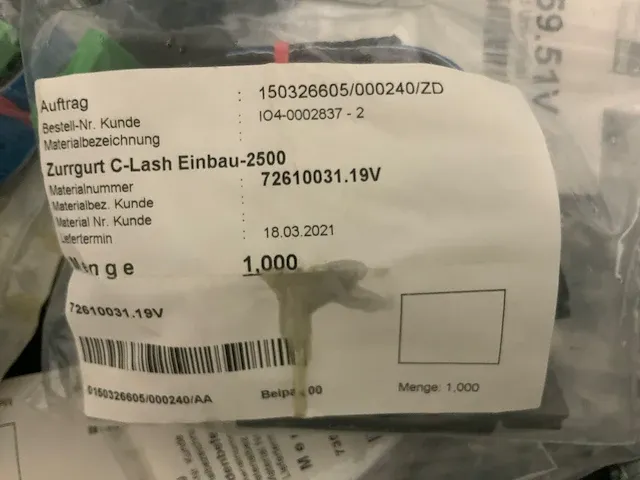 Auftrag : 150326605/000240/ZD
Bestell-Nr. Kunde : IO4-0002837 - 2
Materialbezeichnung :
Zurrgurt C-Lash Einbau-2500
Materialnummer : 72610031.19V
Materialbez. Kunde :
Material Nr. Kunde :
Liefertermin : 18.03.2021
Menge 1,000
72610031.19V
0150326605/000240/AA
Menge: 1,000
59.51V